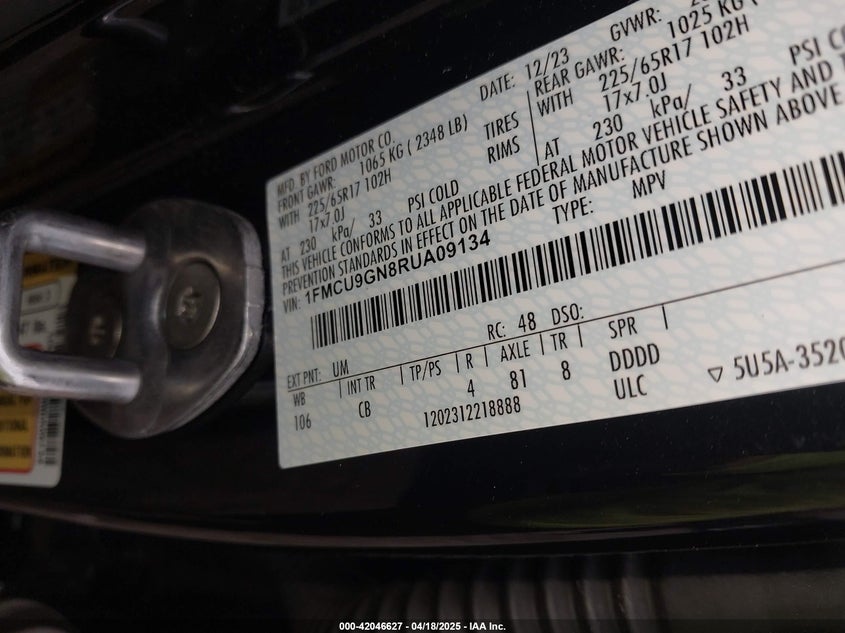 MFD. BY FORD MOTOR CO.
DATE: 12/23
GVWR:
FRONT GAWR: 1065 KG ( 2348 LB)
REAR GAWR: 1025 KG
WITH 225/65R17 102H TIRES
WITH 225/65R17 102H
17x7.0J RIMS
17x7.0J
AT 230 kPa/ 33 PSI COLD
AT 230 kPa/ 33 PSI
THIS VEHICLE CONFORMS TO ALL APPLICABLE FEDERAL MOTOR VEHICLE SAFETY AND
PREVENTION STANDARDS IN EFFECT ON THE DATE OF MANUFACTURE SHOWN ABOVE
VIN: 1FMCU9GN8RUA09134
TYPE: MPV
EXT PNT: UM
RC: 48 DSO:
WB INT TR TP/PS R AXLE TR SPR
106 CB 4 81 8 DDDD
1202312218888 ULC
5U5A-3520
000-42046627 - 04/18/2025 - IAA Inc.